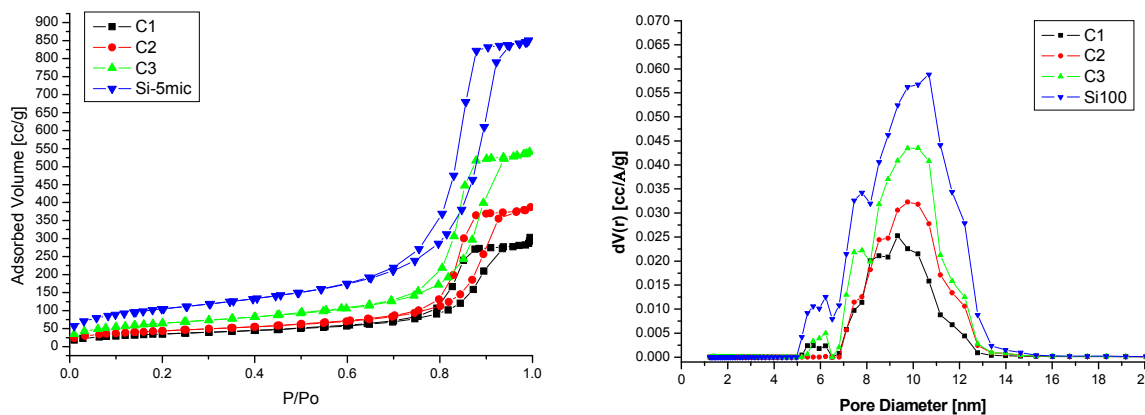 C1
C2
C3
Si-5mic
Adsorbed Volume [cc/g]
900
850
800
750
700
650
600
550
500
450
400
350
300
250
200
150
100
50
0
0.0 0.2 0.4 0.6 0.8 1.0
P/Po
C1
C2
C3
Si100
dV(r) [cc/A/g]
0.070
0.065
0.060
0.055
0.050
0.045
0.040
0.035
0.030
0.025
0.020
0.015
0.010
0.005
0.000
0 2 4 6 8 10 12 14 16 18 20
Pore Diameter [nm]